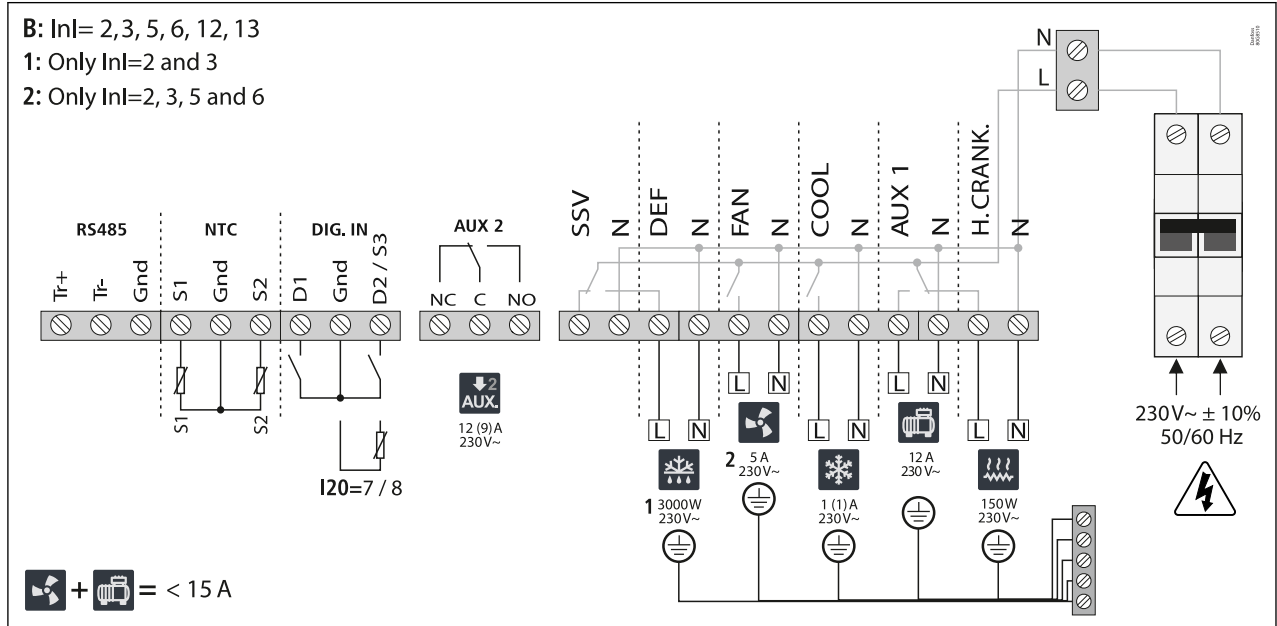 B: InI= 2,3, 5, 6, 12, 13
1: Only InI=2 and 3
2: Only InI=2, 3, 5 and 6
N
L
RS485
NTC
DIG. IN
AUX 2
Tr+
Tr-
Gnd
S1
Gnd
S2
D1
Gnd
D2 / S3
NC
C
NO
SSV
N
DEF
N
FAN
N
COOL
N
AUX 1
N
H.CRANK.
N
S1
S2
I20=7 / 8
2
AUX.
12 (9)A
230V~
L
N
L
N
L
N
L
N
L
N
1 3000W
230V~
2 5 A
230V~
1 (1)A
230V~
12 A
230 V~
150W
230V~
230V~ ± 10%
50/60 Hz
+ = < 15 A
Danfoss